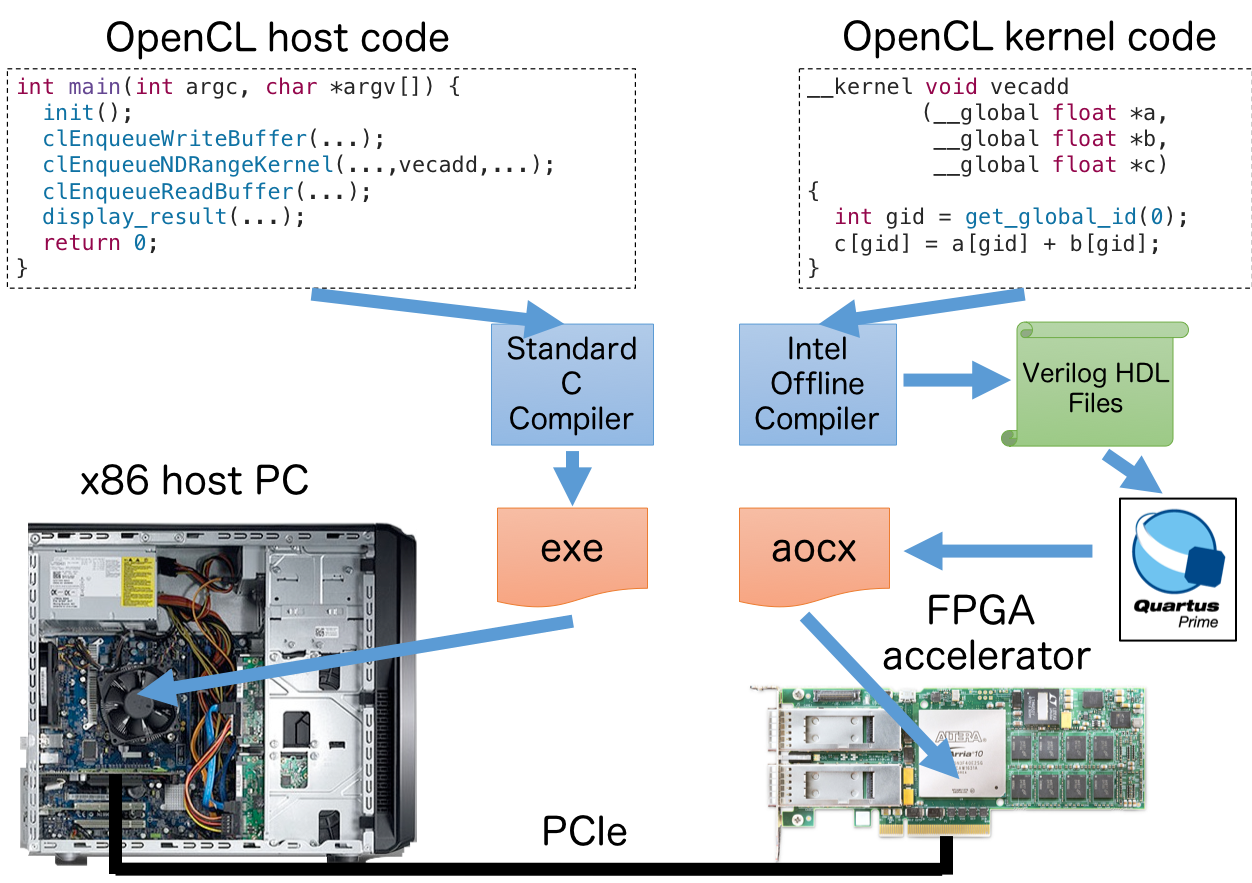 OpenCL host code
int main(int argc, char *argv[]) {
init();
clEnqueueWriteBuffer(...);
clEnqueueNDRangeKernel(...,vecadd,...);
clEnqueueReadBuffer(...);
display_result(...);
return 0;
}
OpenCL kernel code
__kernel void vecadd
(__global float *a,
__global float *b,
__global float *c)
{
int gid = get_global_id(0);
c[gid] = a[gid] + b[gid];
}
Standard
C
Compiler
Intel
Offline
Compiler
Verilog HDL
Files
x86 host PC
exe
aocx
Quartus
Prime
FPGA
accelerator
ALTERA
Arria 10
PCIe